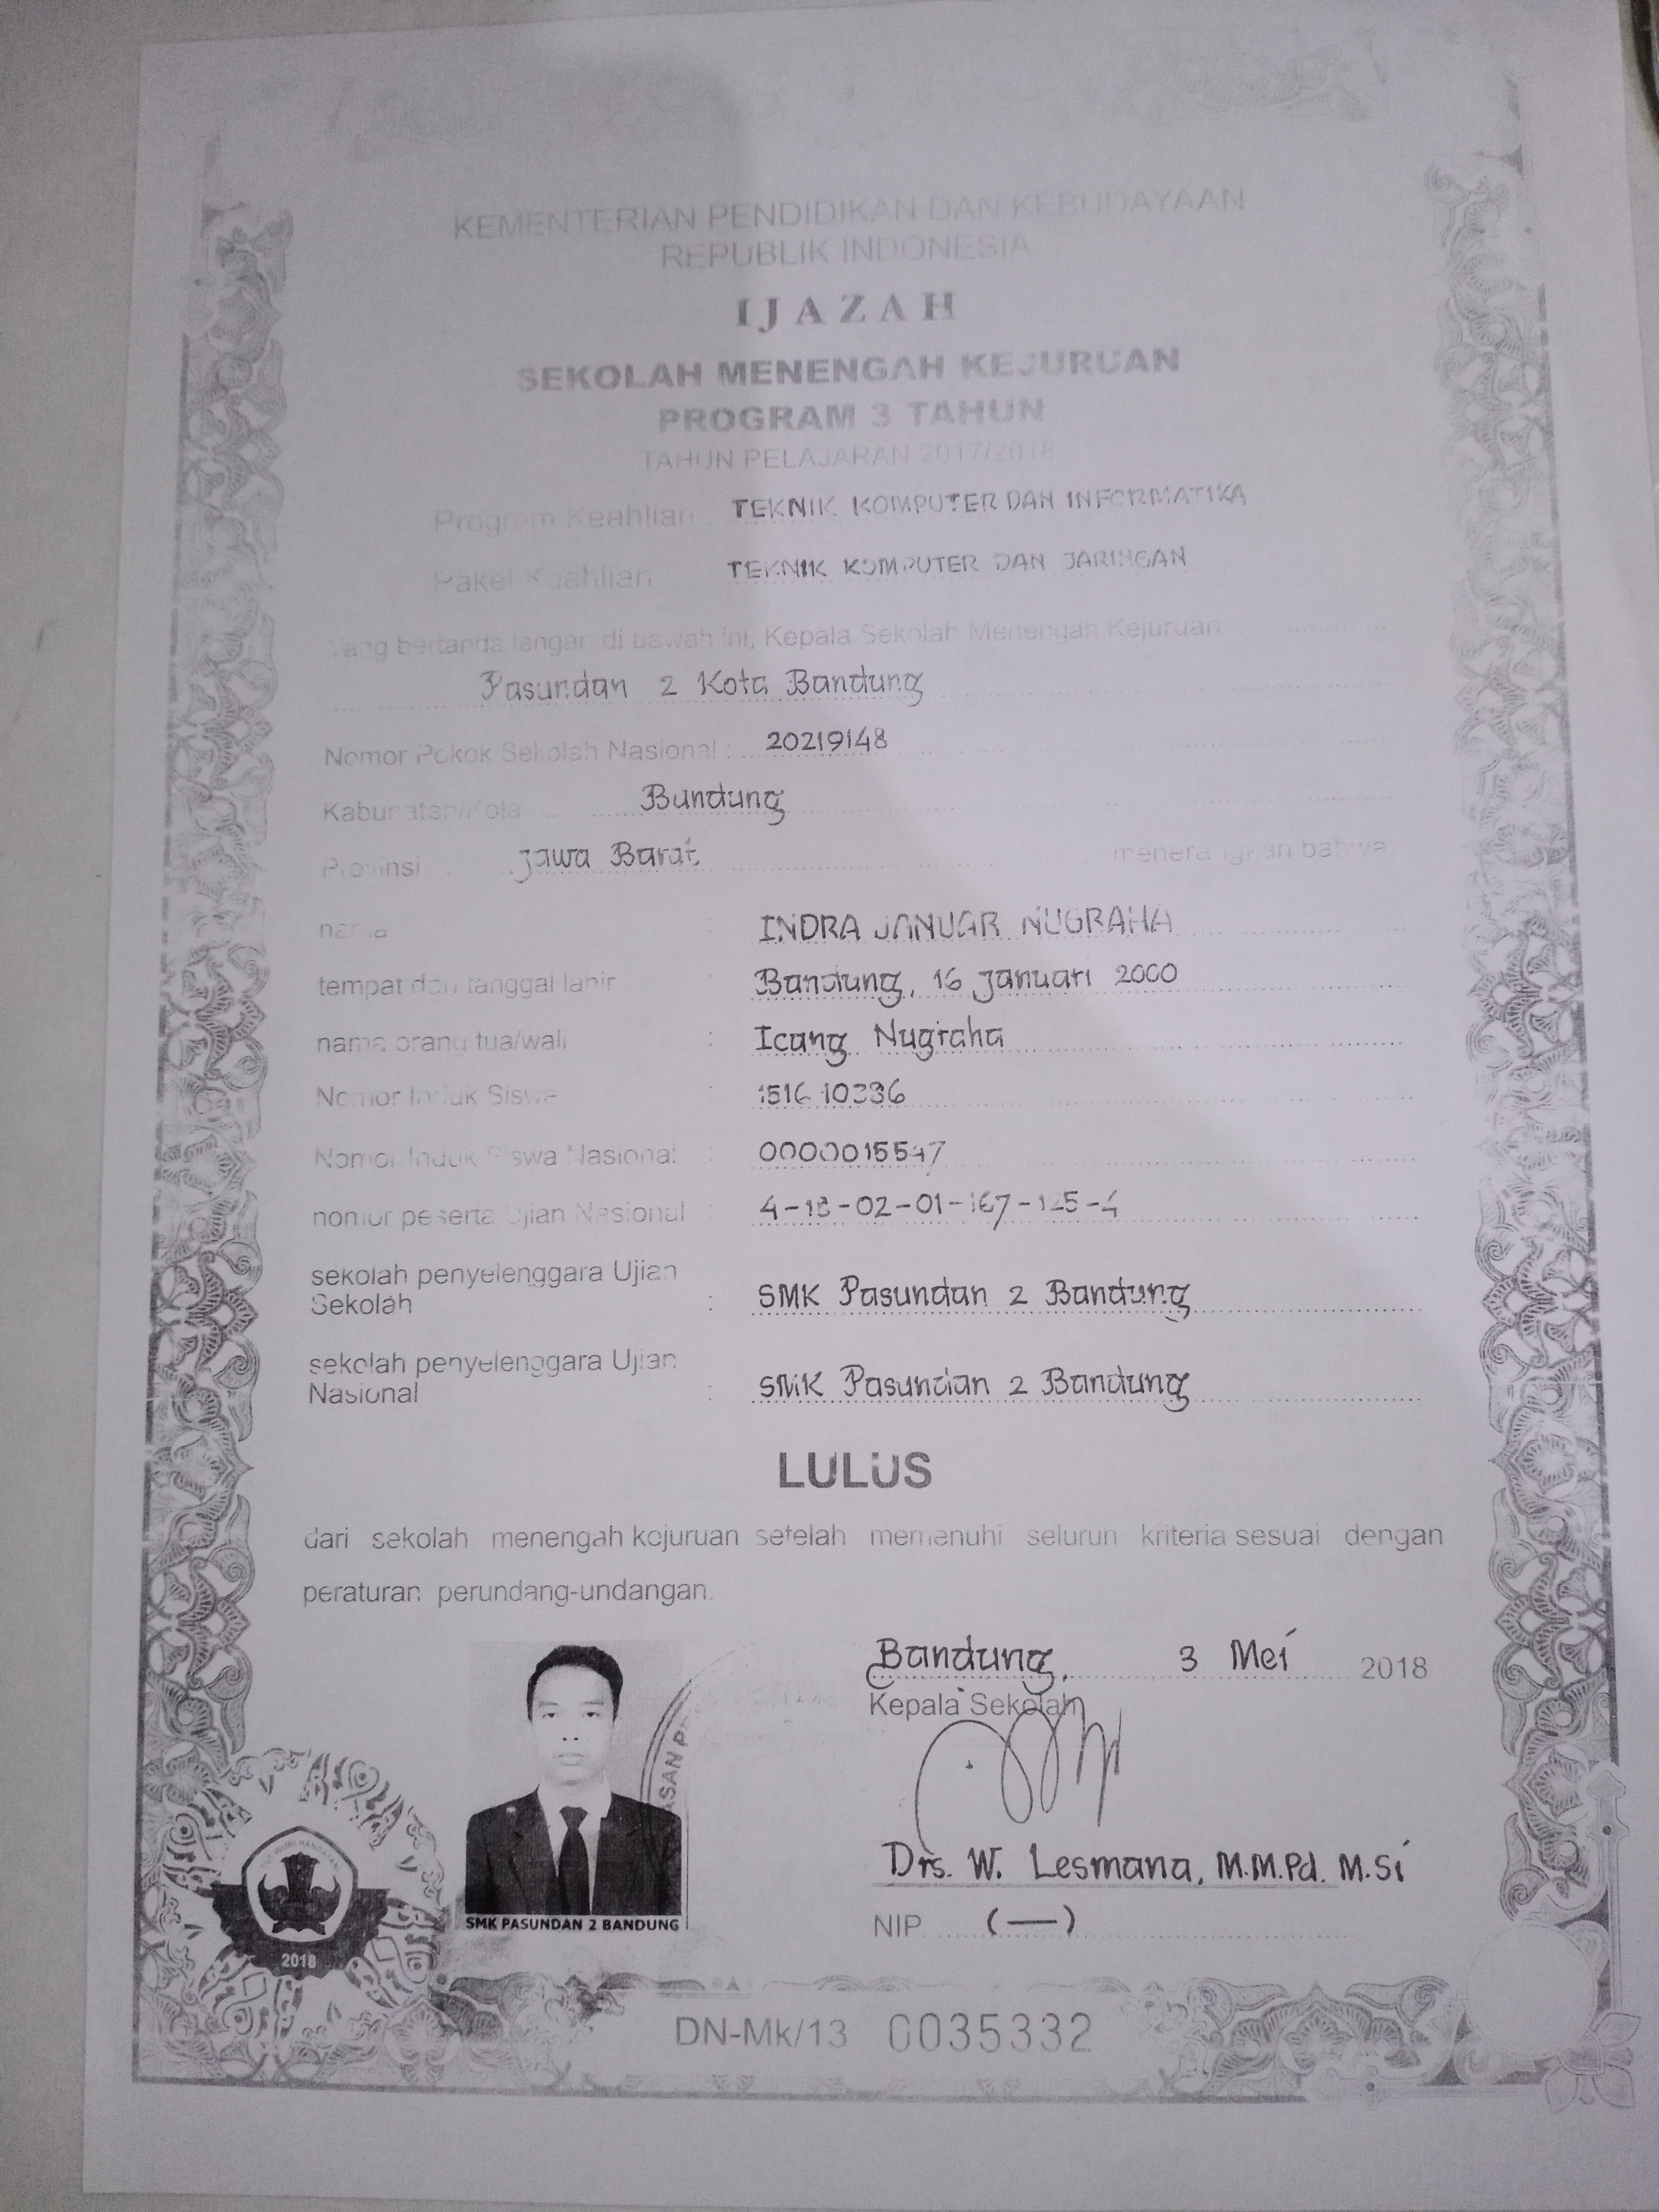 KEMENTERIAN PENDIDIKAN DAN KEBUDAYAAN
REPUBLIK INDONESIA
IJAZAH
SEKOLAH MENENGAH KEJURUAN
PROGRAM 3 TAHUN
TAHUN PELAJARAN 2017/2018
Program Keahlian : TEKNIK KOMPUTER DAN INFORMATIKA
Paket Keahlian TEKNIK KOMPUTER DAN JARINGAN
Yang bertanda tangan di bawah ini, Kepala Sekolah Menengah Kejuruan
Pasundan 2 Kota Bandung
Nomor Pokok Sekolah Nasional : 20219148
Kabupaten/Kota Bandung
Provinsi Jawa Barat menerangkan bahwa
nama : INDRA JANUAR NUGRAHA
tempat dan tanggal lahir : Bandung, 16 Januari 2000
nama orang tua/wali : Icang Nugraha
Nomor Induk Siswa : 151610336
Nomor Induk Siswa Nasional : 0000015547
nomor peserta Ujian Nasional : 4-18-02-01-167-125-4
sekolah penyelenggara Ujian
Sekolah : SMK Pasundan 2 Bandung
sekolah penyelenggara Ujian
Nasional : SMK Pasundan 2 Bandung
LULUS
dari sekolah menengah kejuruan setelah memenuhi seluruh kriteria sesuai dengan
peraturan perundang-undangan.
Bandung, 3 Mei 2018
Kepala Sekolah
SAN P
Drs. W. Lesmana, M.M.Pd. M.Si
NIP (—)
SMK PASUNDAN 2 BANDUNG
TUT WURI HANDAYANI
2018
DN-Mk/13 0035332